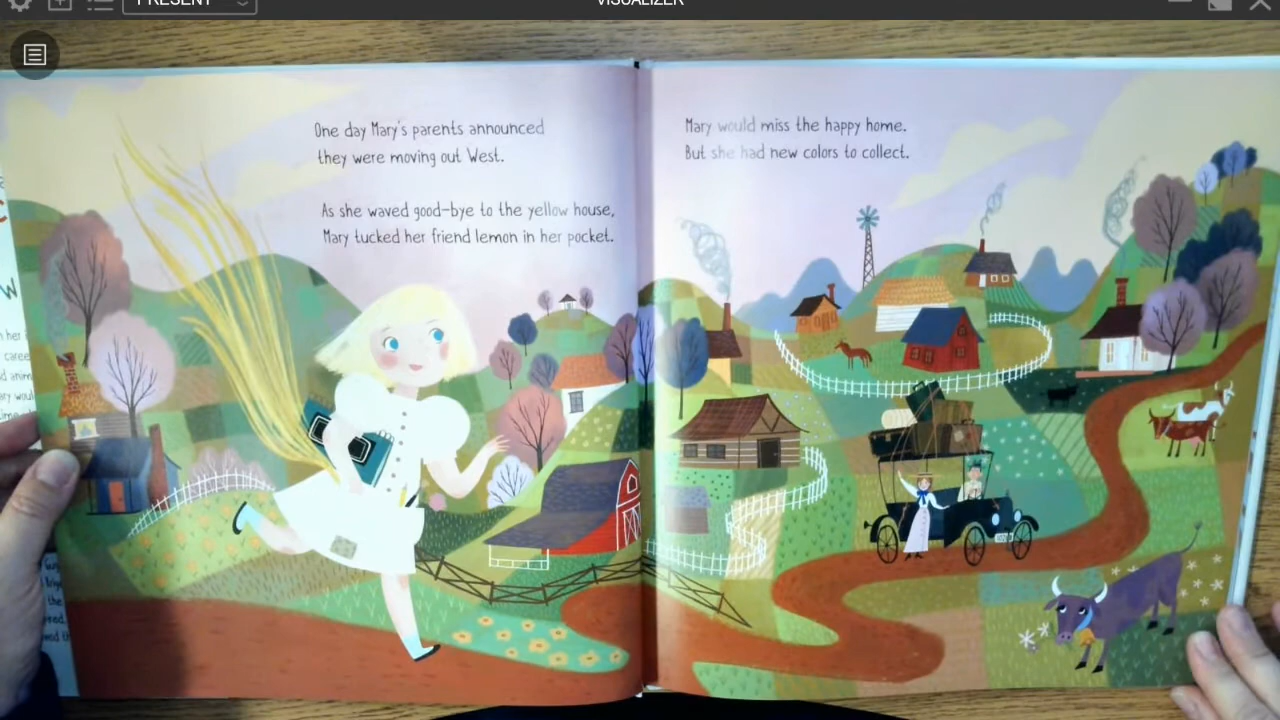 PRESENT
VISUALIZER
One day Mary's parents announced
they were moving out West.
As she waved good-bye to the yellow house,
Mary tucked her friend lemon in her pocket.
Mary would miss the happy home.
But she had new colors to collect.